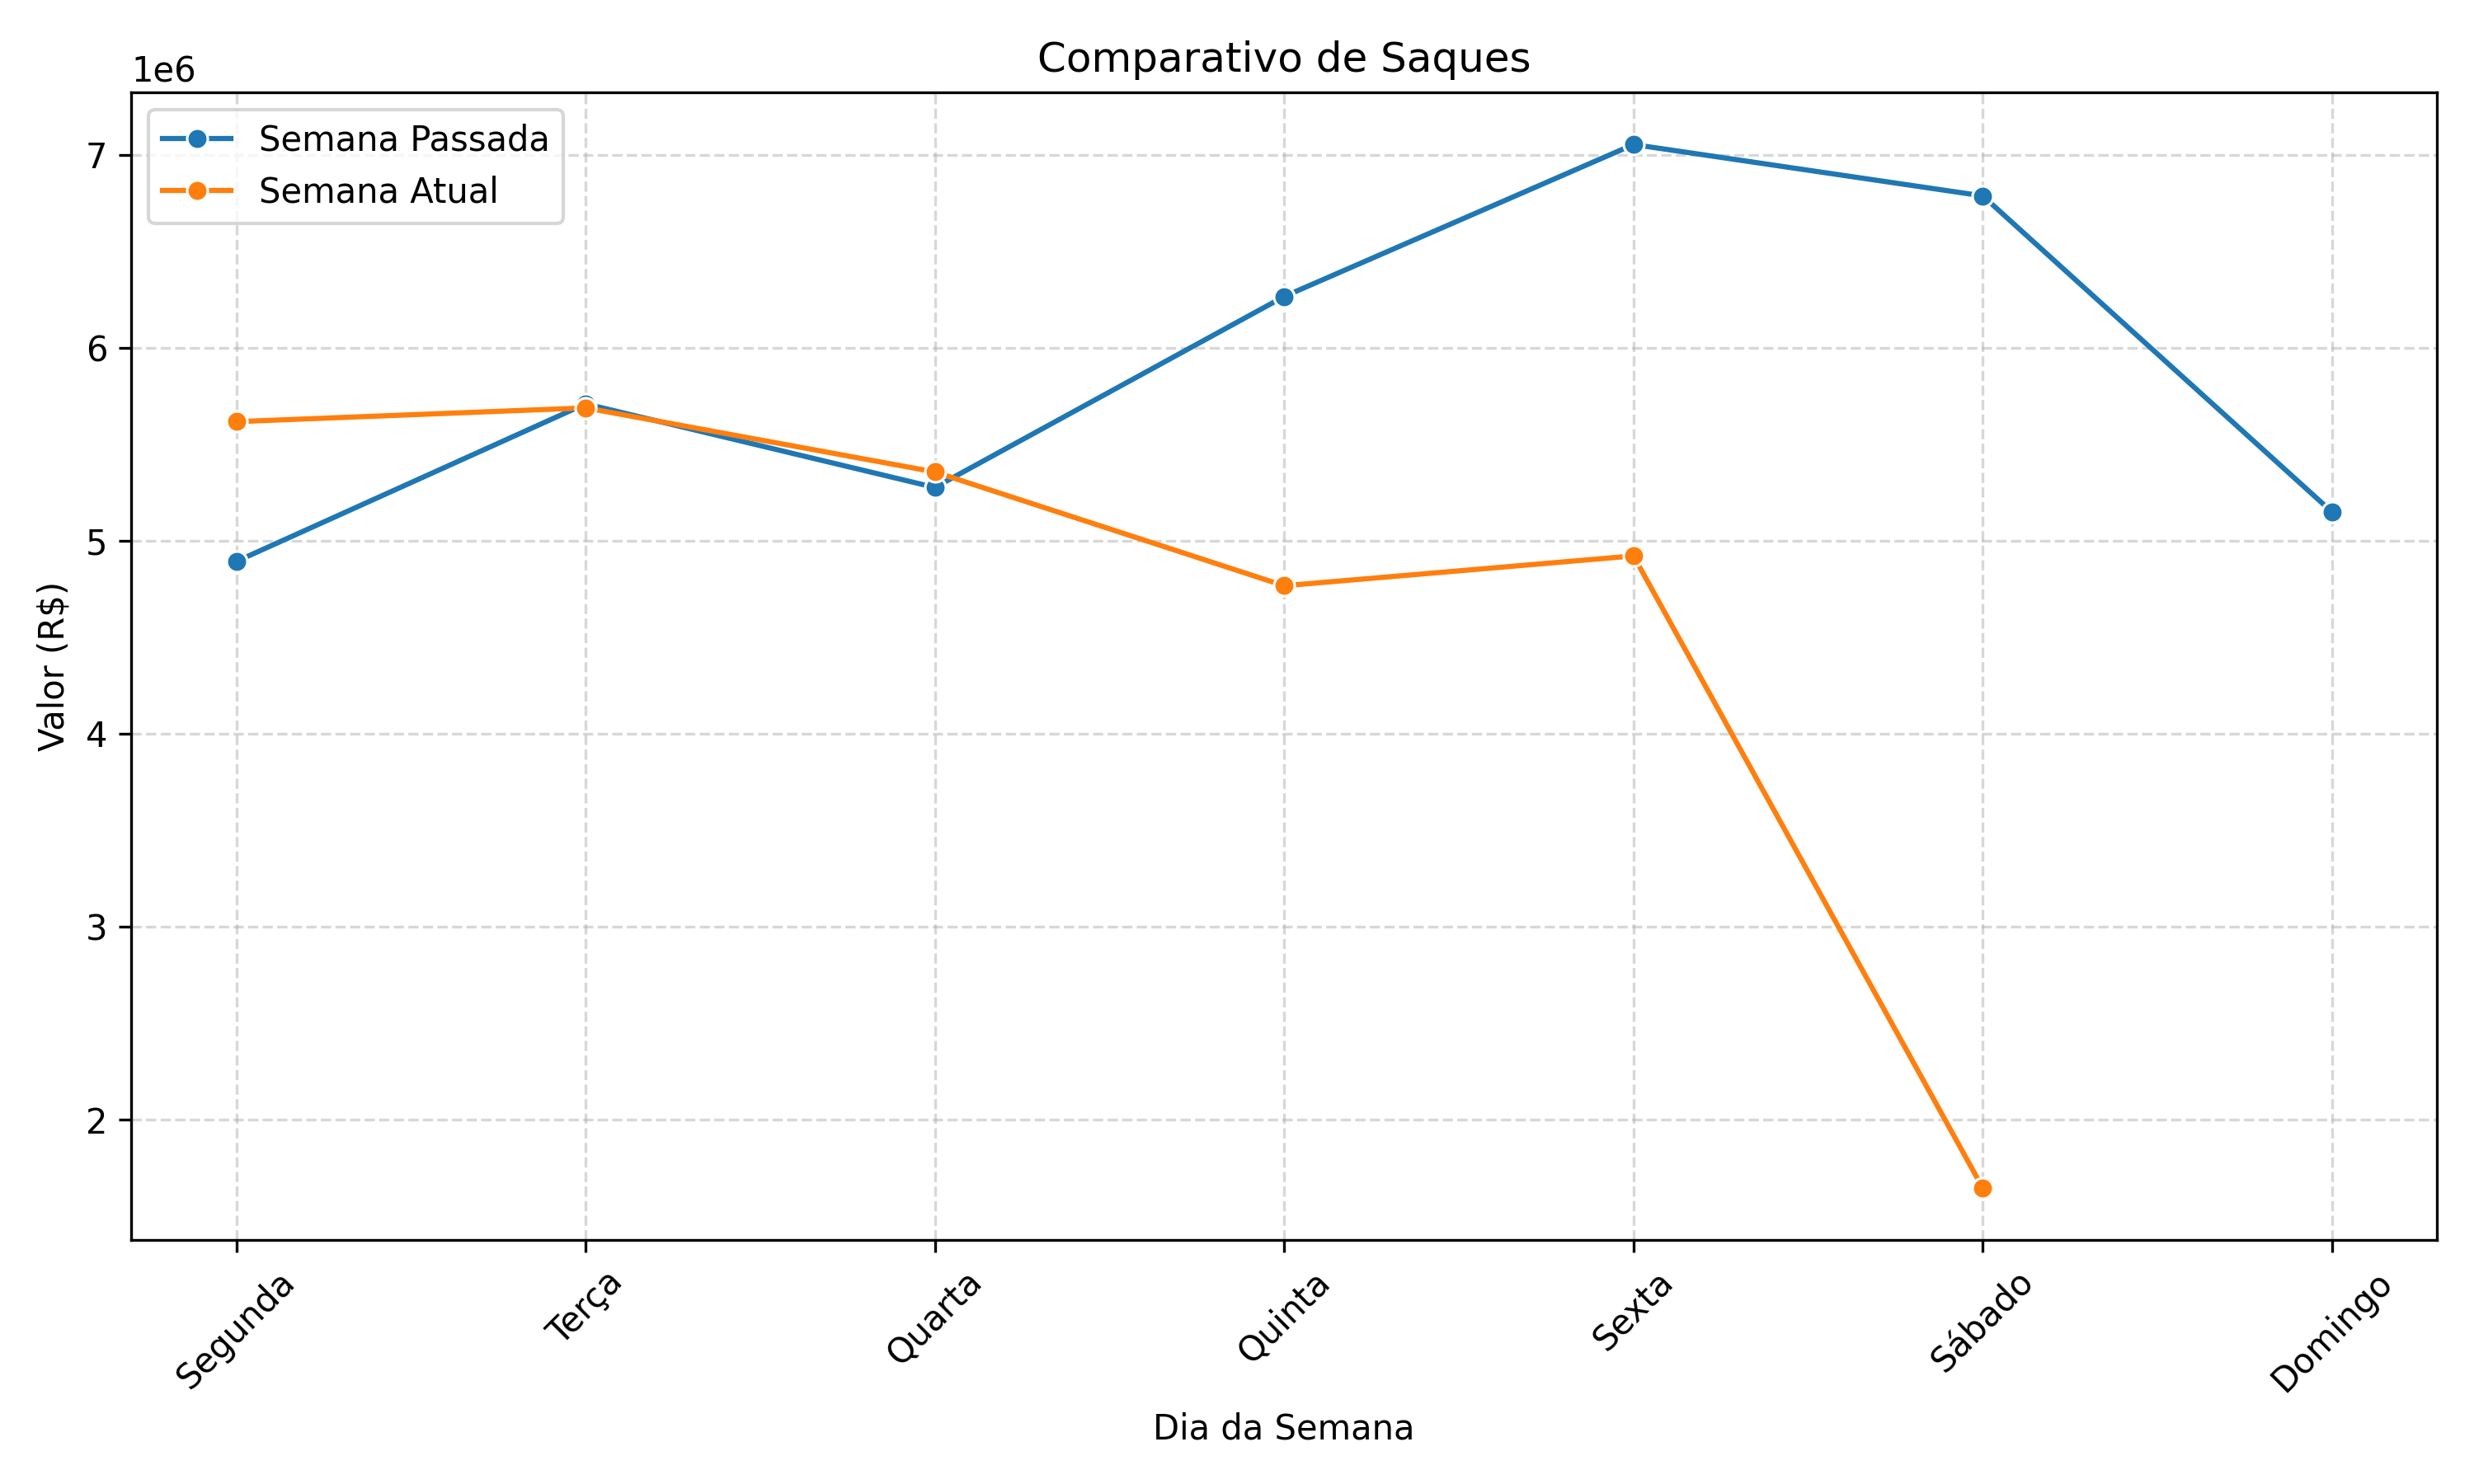 Comparativo de Saques
1e6
Semana Passada
Semana Atual
7
6
5
4
3
2
Valor (R$)
Segunda
Terça
Quarta
Quinta
Sexta
Sábado
Domingo
Dia da Semana